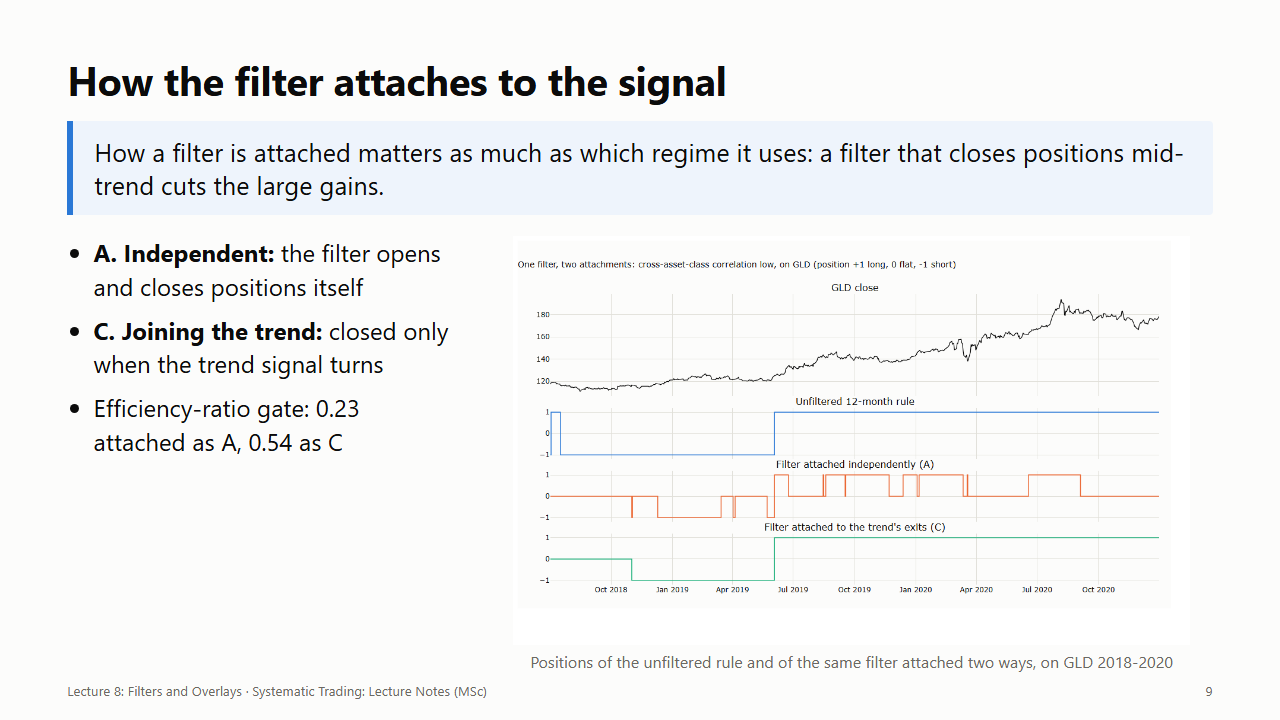 How the filter attaches to the signal
How a filter is attached matters as much as which regime it uses: a filter that closes positions mid-
trend cuts the large gains.
• A. Independent: the filter opens
and closes positions itself
• C. Joining the trend: closed only
when the trend signal turns
• Efficiency-ratio gate: 0.23
attached as A, 0.54 as C
One filter, two attachments: cross-asset-class correlation low, on GLD (position +1 long, 0 flat, -1 short)
GLD close
180
160
140
120
Unfiltered 12-month rule
1
0
−1
Filter attached independently (A)
1
0
−1
Filter attached to the trend's exits (C)
1
0
−1
Oct 2018 Jan 2019 Apr 2019 Jul 2019 Oct 2019 Jan 2020 Apr 2020 Jul 2020 Oct 2020
Positions of the unfiltered rule and of the same filter attached two ways, on GLD 2018-2020
Lecture 8: Filters and Overlays · Systematic Trading: Lecture Notes (MSc) 9